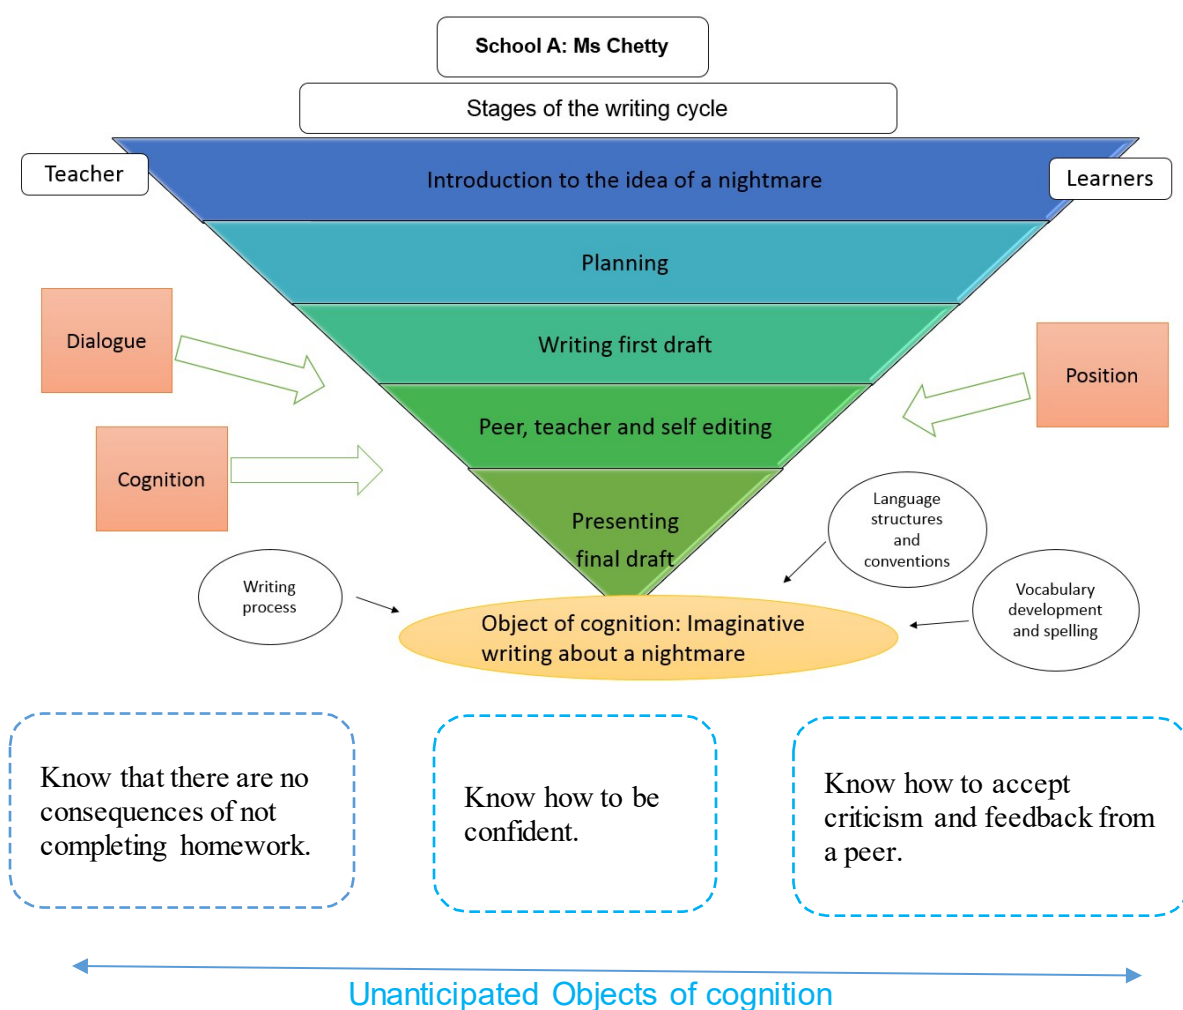 School A: Ms Chetty
Stages of the writing cycle
Teacher
Learners
Introduction to the idea of a nightmare
Planning
Dialogue
Writing first draft
Position
Peer, teacher and self editing
Cognition
Language
structures
and
conventions
Presenting
final draft
Writing
process
Vocabulary
development
and spelling
Object of cognition: Imaginative
writing about a nightmare
Know that there are no
consequences of not
completing homework.
Know how to be
confident.
Know how to accept
criticism and feedback from
a peer.
Unanticipated Objects of cognition